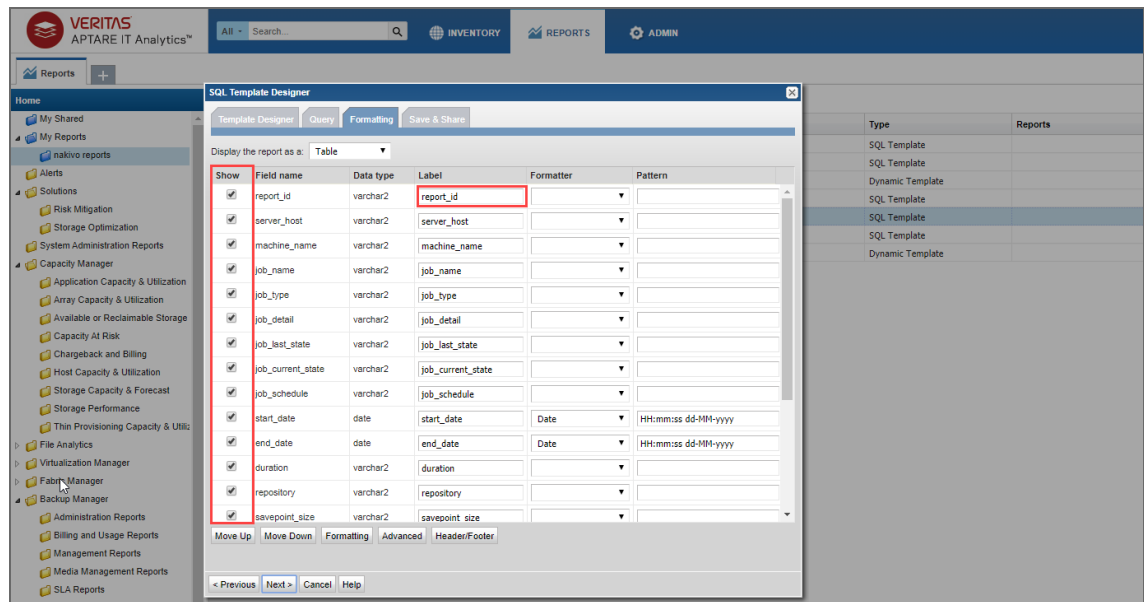 VERITAS
APTARE IT Analytics™
All Search... INVENTORY REPORTS ADMIN
Reports
Home
My Shared
My Reports
nakivo reports
Alerts
Solutions
Risk Mitigation
Storage Optimization
System Administration Reports
Capacity Manager
Application Capacity & Utilization
Array Capacity & Utilization
Available or Reclaimable Storage
Capacity At Risk
Chargeback and Billing
Host Capacity & Utilization
Storage Capacity & Forecast
Storage Performance
Thin Provisioning Capacity & Utiliz
File Analytics
Virtualization Manager
Fabric Manager
Backup Manager
Administration Reports
Billing and Usage Reports
Management Reports
Media Management Reports
SLA Reports
SQL Template Designer
Template Designer Query Formatting Save & Share
Display the report as a: Table
Show Field name Data type Label Formatter Pattern
report_id varchar2 report_id
server_host varchar2 server_host
machine_name varchar2 machine_name
job_name varchar2 job_name
job_type varchar2 job_type
job_detail varchar2 job_detail
job_last_state varchar2 job_last_state
job_current_state varchar2 job_current_state
job_schedule varchar2 job_schedule
start_date date start_date Date HH:mm:ss dd-MM-yyyy
end_date date end_date Date HH:mm:ss dd-MM-yyyy
duration varchar2 duration
repository varchar2 repository
savepoint_size varchar2 savepoint_size
Move Up Move Down Formatting Advanced Header/Footer
< Previous Next > Cancel Help
Type Reports
SQL Template
SQL Template
Dynamic Template
SQL Template
SQL Template
SQL Template
Dynamic Template